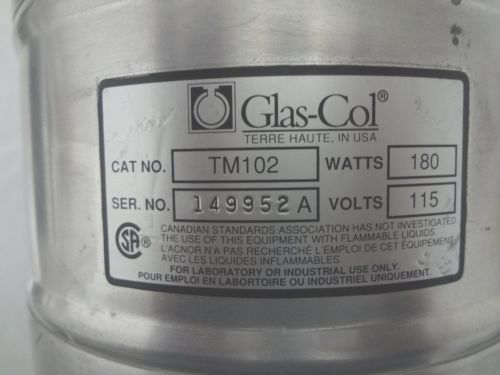 Glas-Col®
TERRE HAUTE, IN USA
CAT NO. TM102 WATTS 180
SER. NO. 149952 A VOLTS 115
CANADIAN STANDARDS ASSOCIATION HAS NOT INVESTIGATED
THE USE OF THIS EQUIPMENT WITH FLAMMABLE LIQUIDS.
L'ACNOR N'A PAS RECHERCHÉ L'EMPLOI DE CET ÉQUIPEMENT
AVEC LES LIQUIDES INFLAMMABLES.
FOR LABORATORY OR INDUSTRIAL USE ONLY.
POUR EMPLOI EN LABORTOIRE OU INDUSTRIEL UNIQUEMENT.
SA®